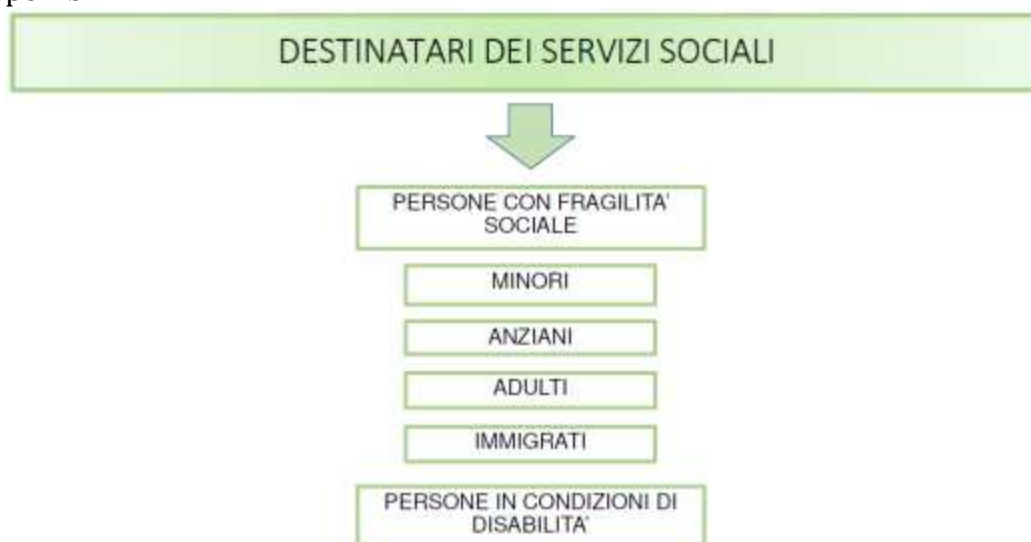 DESTINATARI DEI SERVIZI SOCIALI
PERSONE CON FRAGILITA'
SOCIALE
MINORI
ANZIANI
ADULTI
IMMIGRATI
PERSONE IN CONDIZIONI DI
DISABILITA'